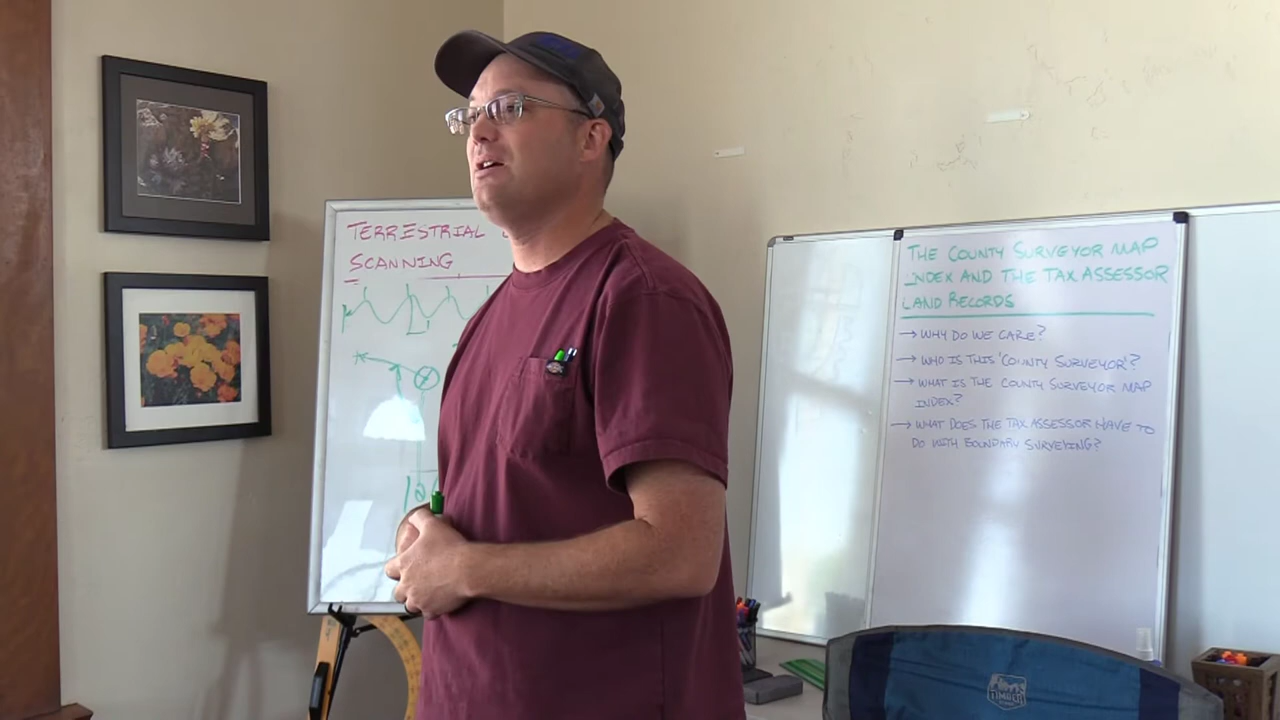 TERRESTRIAL
SCANNING
THE COUNTY SURVEYOR MAP
INDEX AND THE TAX ASSESSOR
LAND RECORDS
→ WHY DO WE CARE?
→ WHO IS THIS 'COUNTY SURVEYOR'?
→ WHAT IS THE COUNTY SURVEYOR MAP
INDEX?
→ WHAT DOES THE TAX ASSESSOR HAVE TO
DO WITH BOUNDARY SURVEYING?
TIMBER